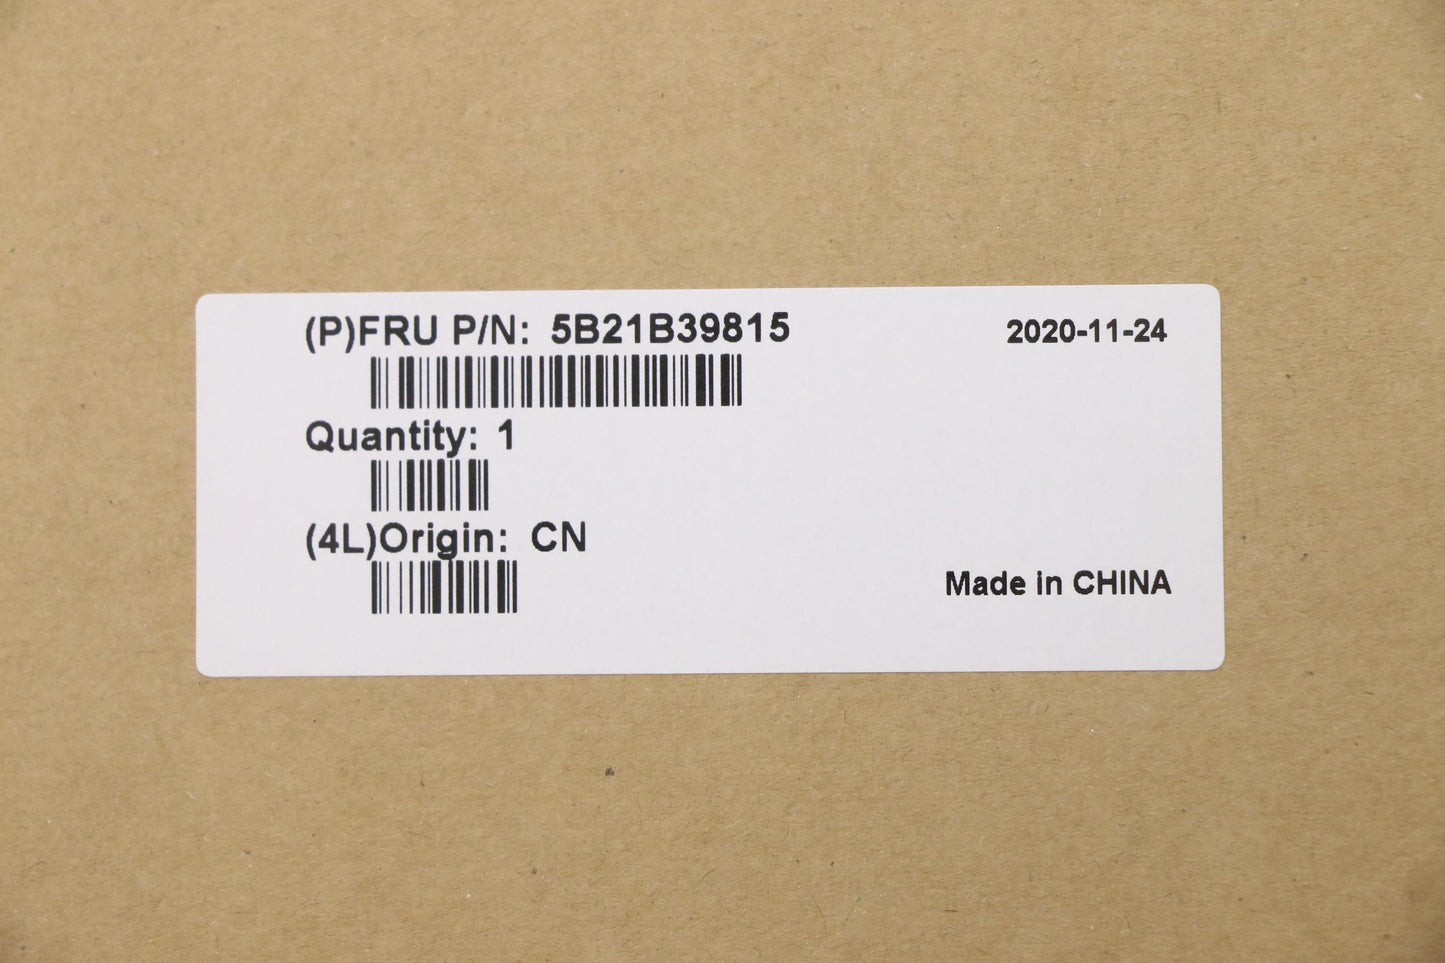 (P)FRU P/N: 5B21B39815
2020-11-24
Quantity: 1
(4L)Origin: CN
Made in CHINA